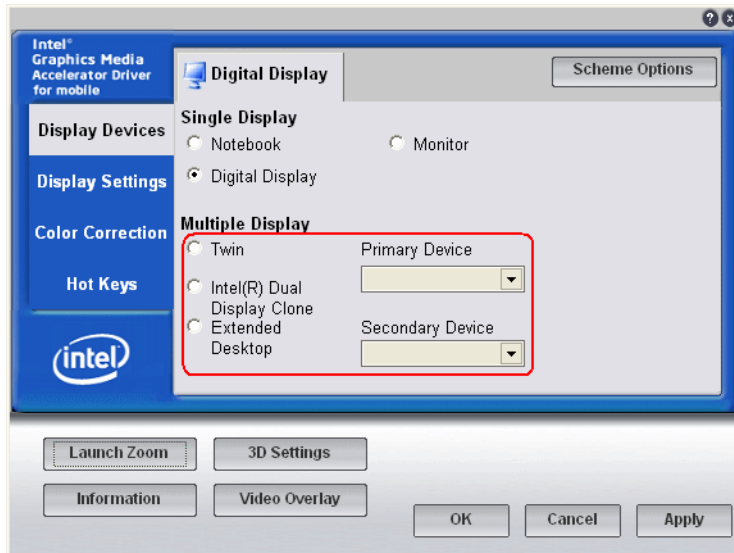 Intel®
Graphics Media
Accelerator Driver
for mobile
Digital Display
Scheme Options
Display Devices
Display Settings
Color Correction
Hot Keys
intel
Single Display
Notebook
Monitor
Digital Display
Multiple Display
Twin
Primary Device
Intel(R) Dual
Display Clone
Extended
Desktop
Secondary Device
Launch Zoom
3D Settings
Information
Video Overlay
OK
Cancel
Apply